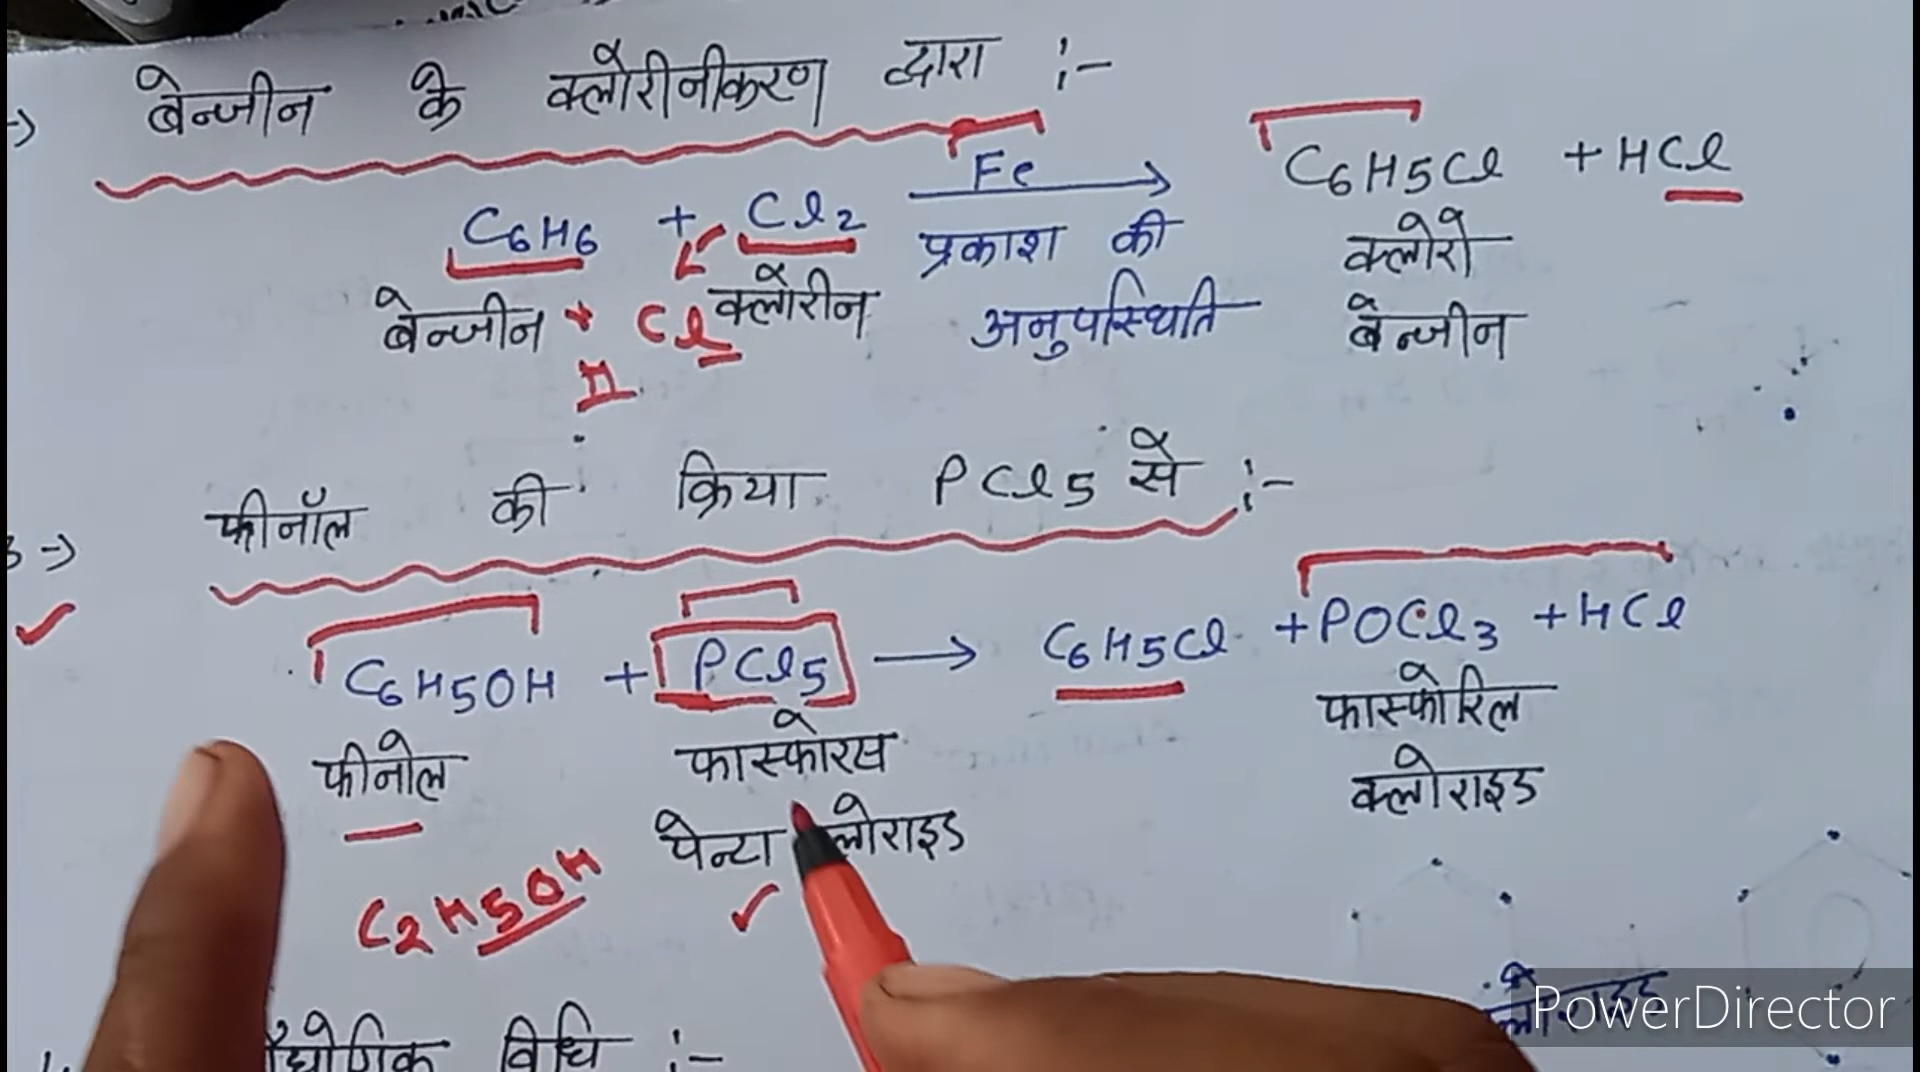 बेन्जीन के क्लोरीनीकरण द्वारा :-
C6H6 + Cl2 Fe → C6H5Cl + HCl
प्रकाश की
अनुपस्थिति
बेन्जीन + Cl क्लोरीन
क्लोरो
बेन्जीन
H
फीनॉल की क्रिया PCl5 से :-
3 →
C6H5OH + PCl5 → C6H5Cl + POCl3 + HCl
फीनोल फास्फोरस फास्फोरिल
पेन्टा क्लोराइड क्लोराइड
C2H5OH
विधि :-
PowerDirector